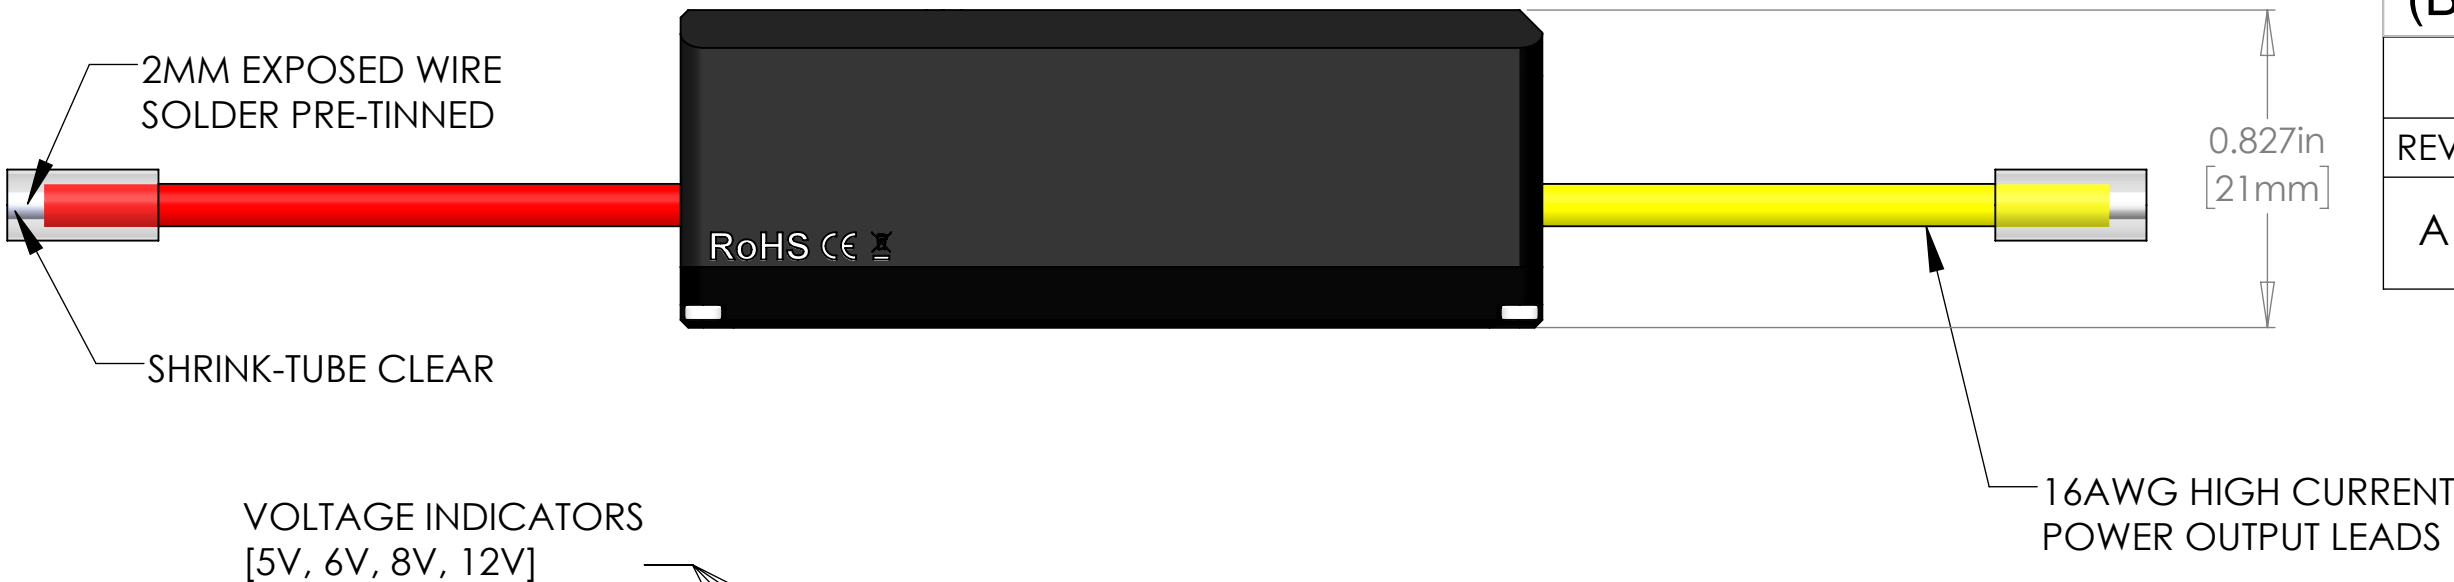 (B
2MM EXPOSED WIRE
SOLDER PRE-TINNED
0.827in
[21mm]
REV
A
RoHS CE
SHRINK-TUBE CLEAR
16AWG HIGH CURRENT
POWER OUTPUT LEADS
VOLTAGE INDICATORS
[5V, 6V, 8V, 12V]